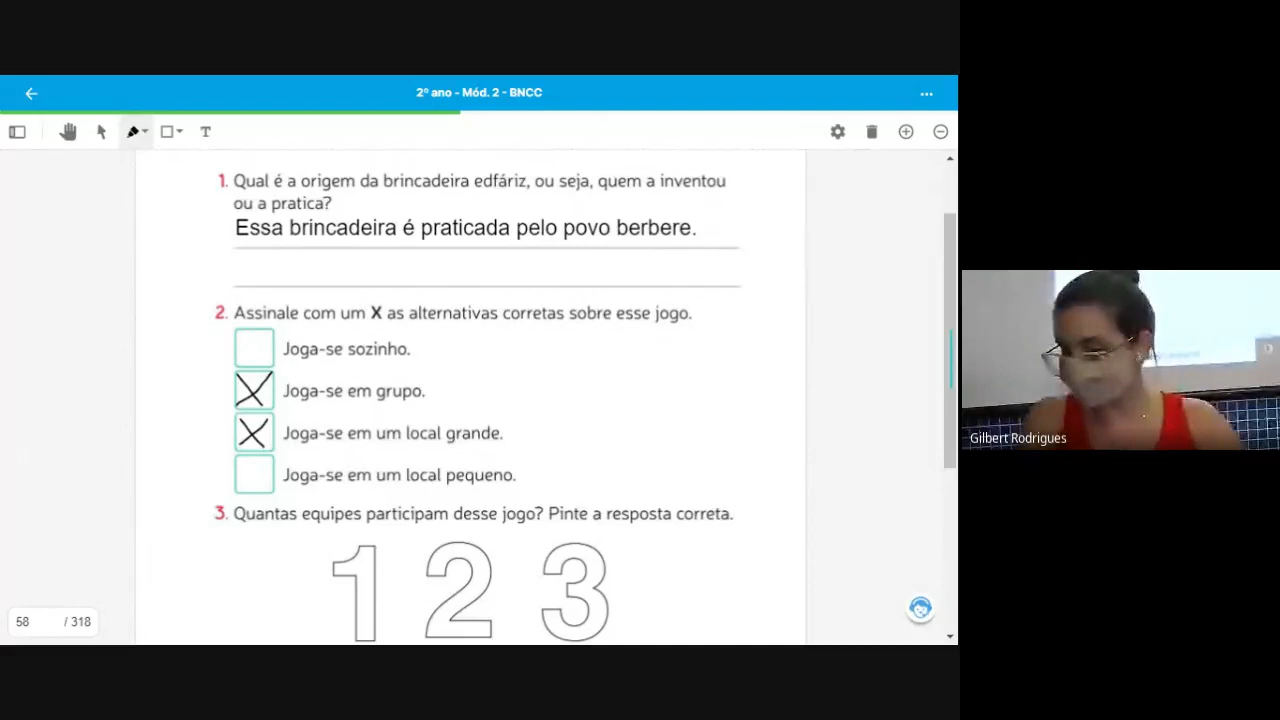 2º ano - Mód. 2 - BNCC
...
T
1. Qual é a origem da brincadeira edfáriz, ou seja, quem a inventou
ou a pratica?
Essa brincadeira é praticada pelo povo berbere.
2. Assinale com um X as alternativas corretas sobre esse jogo.
Joga-se sozinho.
X Joga-se em grupo.
X Joga-se em um local grande.
Joga-se em um local pequeno.
3. Quantas equipes participam desse jogo? Pinte a resposta correta.
1 2 3
58 / 318
Gilbert Rodrigues